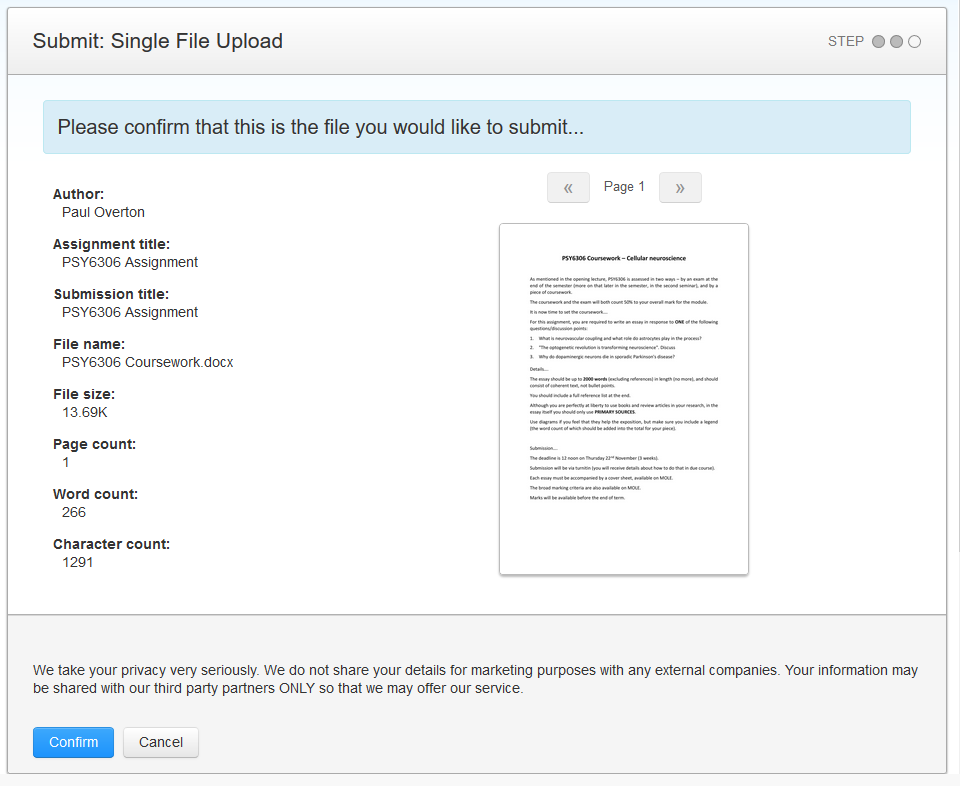 Submit: Single File Upload
STEP
Please confirm that this is the file you would like to submit...
Author:
Paul Overton
Assignment title:
PSY6306 Assignment
Submission title:
PSY6306 Assignment
File name:
PSY6306 Coursework.docx
File size:
13.69K
Page count:
1
Word count:
266
Character count:
1291
« Page 1 »
PSY6306 Coursework – Cellular neuroscience
As mentioned in the opening lecture, PSY6306 is assessed in two ways – by an exam at the
end of the semester (more on that later in the semester, in the second seminar), and by a
piece of coursework.
The coursework and the exam will both count 50% to your overall mark for the module.
It is now time to set the coursework...
For this assignment, you are required to write an essay in response to ONE of the following
questions/discussion points:
1. What is neurovascular coupling and what role do astrocytes play in the process?
2. "The optogenetic revolution is transforming neuroscience". Discuss
3. Why do dopaminergic neurons die in sporadic Parkinson's disease?
Details...
The essay should be up to 2000 words (excluding references) in length (no more), and should
consist of coherent text, not bullet points.
You should include a full reference list at the end.
Although you are perfectly at liberty to use books and review articles in your research, in the
essay itself you should only use PRIMARY SOURCES.
Use diagrams if you feel that they help the exposition, but make sure you include a legend
(the word count of which should be added into the total for your piece).
Submission...
The deadline is 12 noon on Thursday 22nd November (3 weeks).
Submission will be via turnitin (you will receive details about how to do that in due course).
Each essay must be accompanied by a cover sheet, available on MOLE.
The broad marking criteria are also available on MOLE.
Marks will be available before the end of term.
We take your privacy very seriously. We do not share your details for marketing purposes with any external companies. Your information may
be shared with our third party partners ONLY so that we may offer our service.
Confirm Cancel